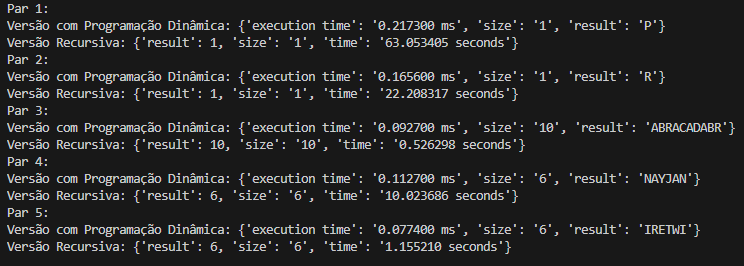 Par 1:
Versão com Programação Dinâmica: {'execution time': '0.217300 ms', 'size': '1', 'result': 'P'}
Versão Recursiva: {'result': 1, 'size': '1', 'time': '63.053405 seconds'}
Par 2:
Versão com Programação Dinâmica: {'execution time': '0.165600 ms', 'size': '1', 'result': 'R'}
Versão Recursiva: {'result': 1, 'size': '1', 'time': '22.208317 seconds'}
Par 3:
Versão com Programação Dinâmica: {'execution time': '0.092700 ms', 'size': '10', 'result': 'ABRACADABR'}
Versão Recursiva: {'result': 10, 'size': '10', 'time': '0.526298 seconds'}
Par 4:
Versão com Programação Dinâmica: {'execution time': '0.112700 ms', 'size': '6', 'result': 'NAYJAN'}
Versão Recursiva: {'result': 6, 'size': '6', 'time': '10.023686 seconds'}
Par 5:
Versão com Programação Dinâmica: {'execution time': '0.077400 ms', 'size': '6', 'result': 'IRETWI'}
Versão Recursiva: {'result': 6, 'size': '6', 'time': '1.155210 seconds'}